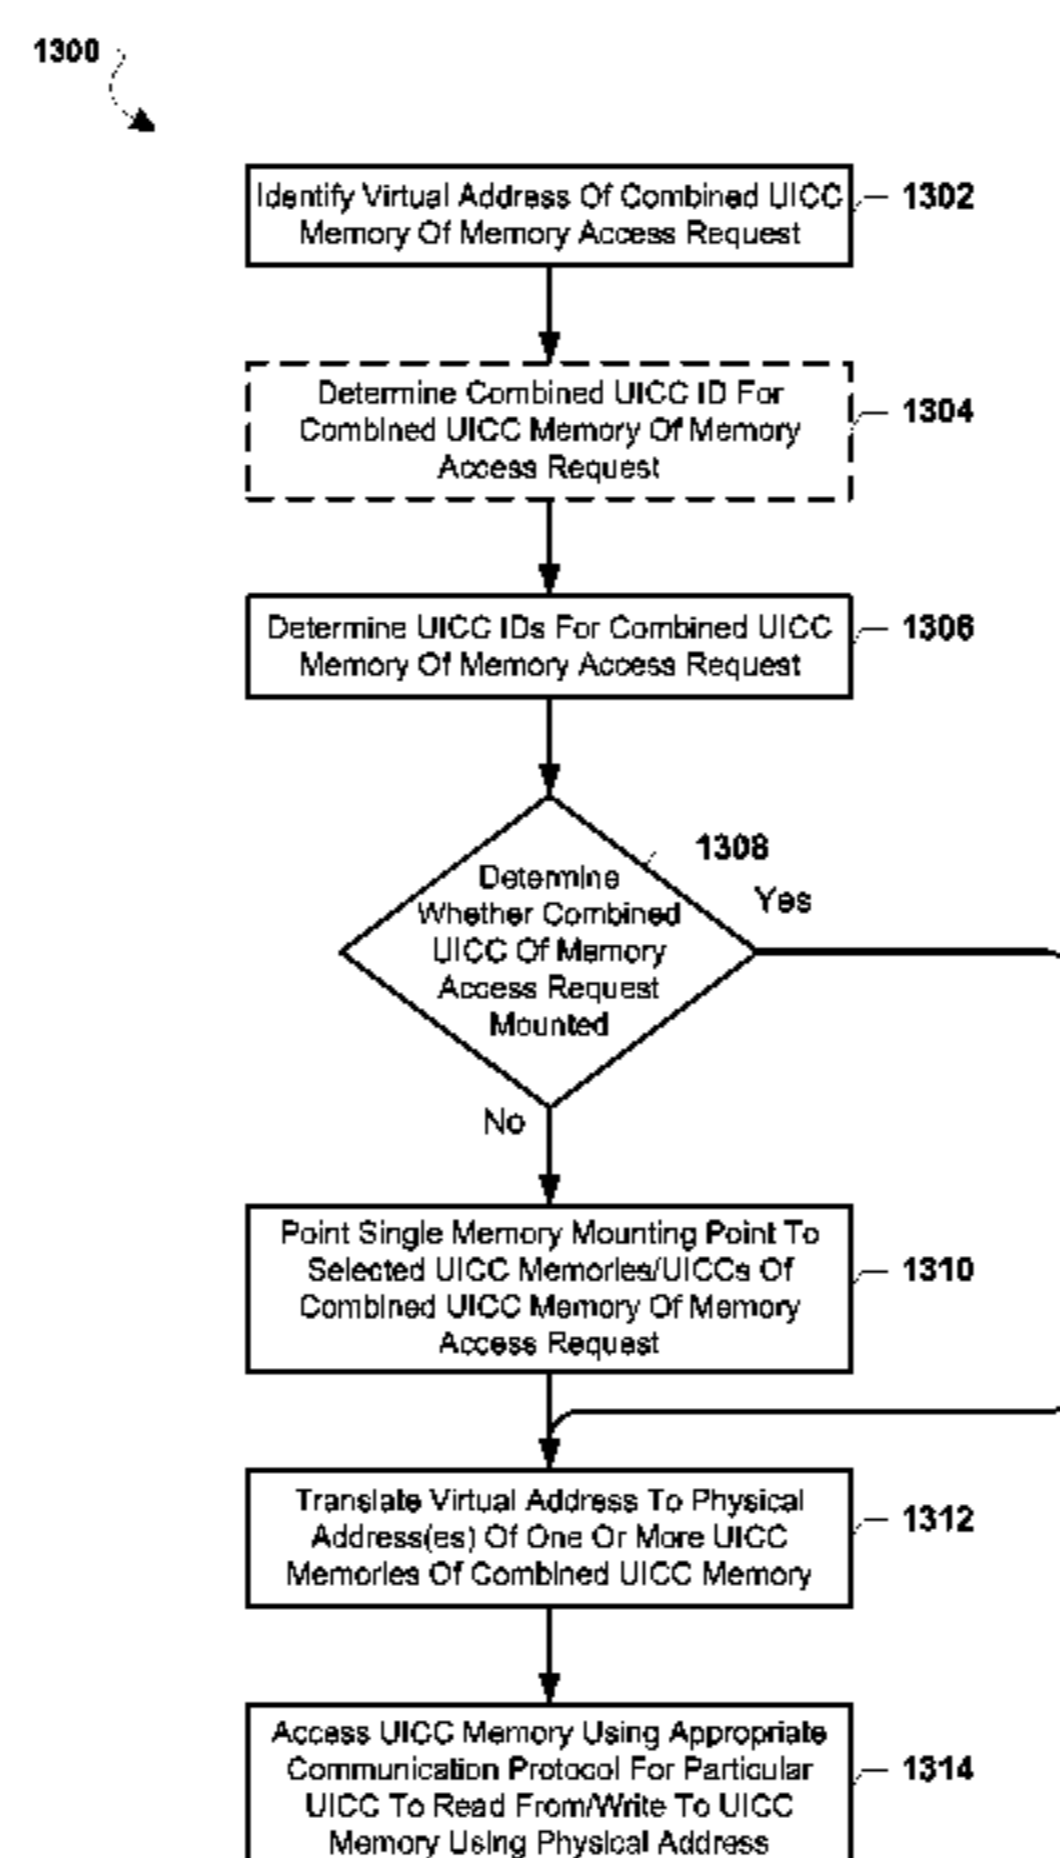 1300
Identify Virtual Address Of Combined UICC
Memory Of Memory Access Request
1302
Determine Combined UICC ID For
Combined UICC Memory Of Memory
Access Request
1304
Determine UICC IDs For Combined UICC
Memory Of Memory Access Request
1306
1308
Determine
Whether Combined
UICC Of Memory
Access Request
Mounted
Yes
No
Point Single Memory Mounting Point To
Selected UICC Memories/UICCs Of
Combined UICC Memory Of Memory
Access Request
1310
Translate Virtual Address To Physical
Address(es) Of One Or More UICC
Memories Of Combined UICC Memory
1312
Access UICC Memory Using Appropriate
Communication Protocol For Particular
UICC To Read From/Write To UICC
Memory Using Physical Address
1314